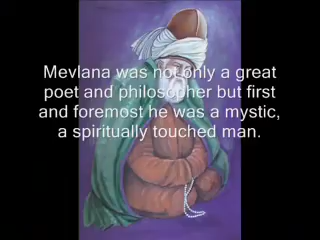 Mevlana was not only a great
poet and philosopher but first
and foremost he was a mystic,
a spiritually touched man.